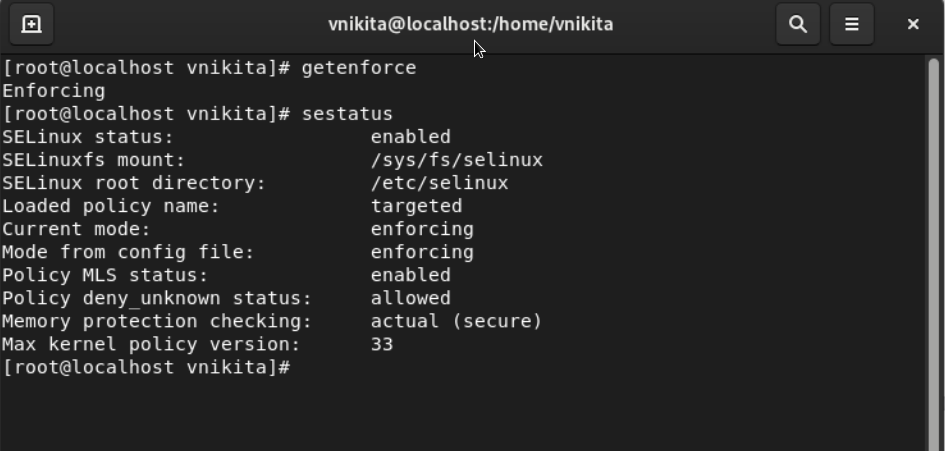 vnikita@localhost:/home/vnikita
[root@localhost vnikita]# getenforce
Enforcing
[root@localhost vnikita]# sestatus
SELinux status:                 enabled
SELinuxfs mount:                /sys/fs/selinux
SELinux root directory:         /etc/selinux
Loaded policy name:             targeted
Current mode:                   enforcing
Mode from config file:          enforcing
Policy MLS status:              enabled
Policy deny_unknown status:     allowed
Memory protection checking:     actual (secure)
Max kernel policy version:      33
[root@localhost vnikita]#